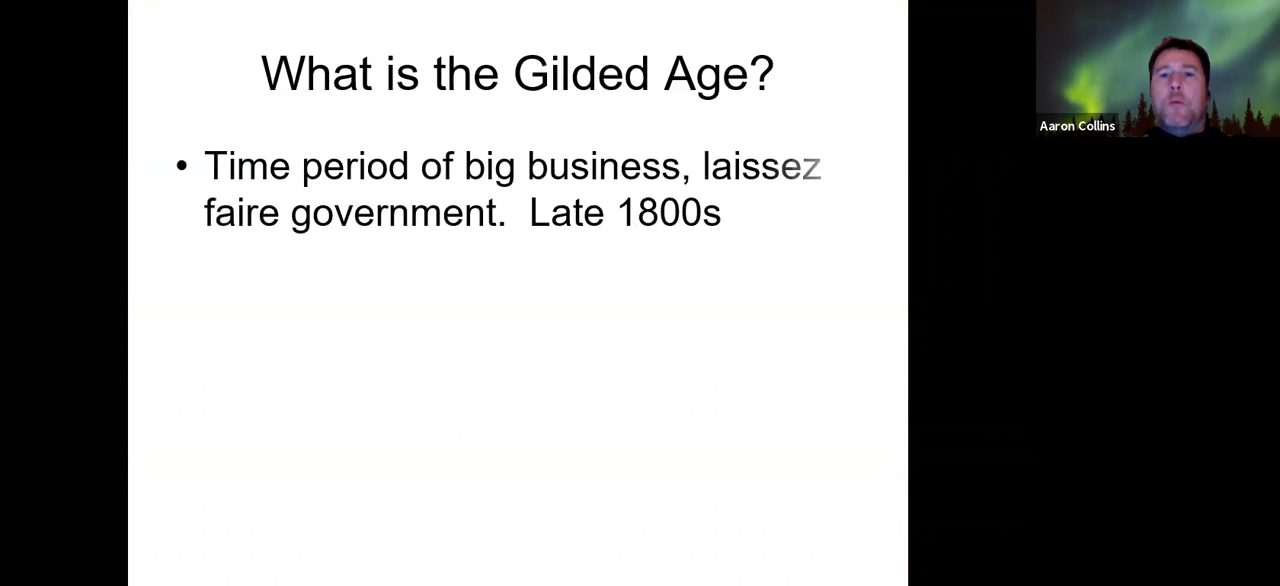 What is the Gilded Age?
• Time period of big business, laissez
faire government.  Late 1800s
Aaron Collins